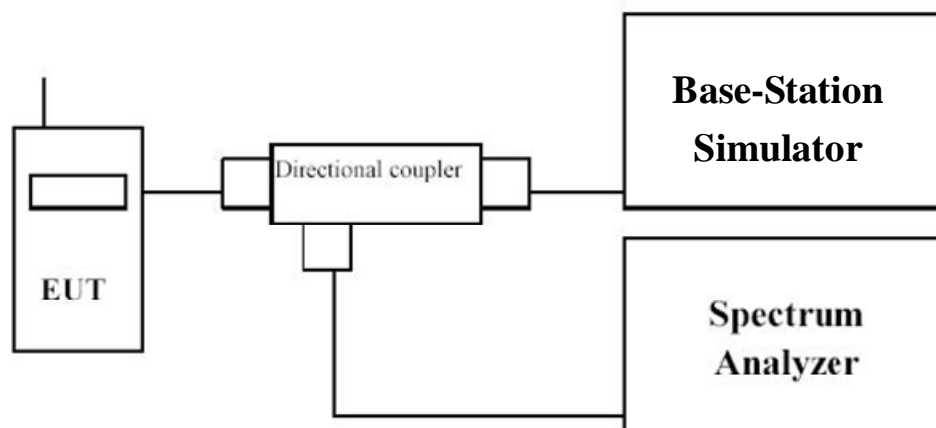 EUT
Directional coupler
Base-Station
Simulator
Spectrum
Analyzer